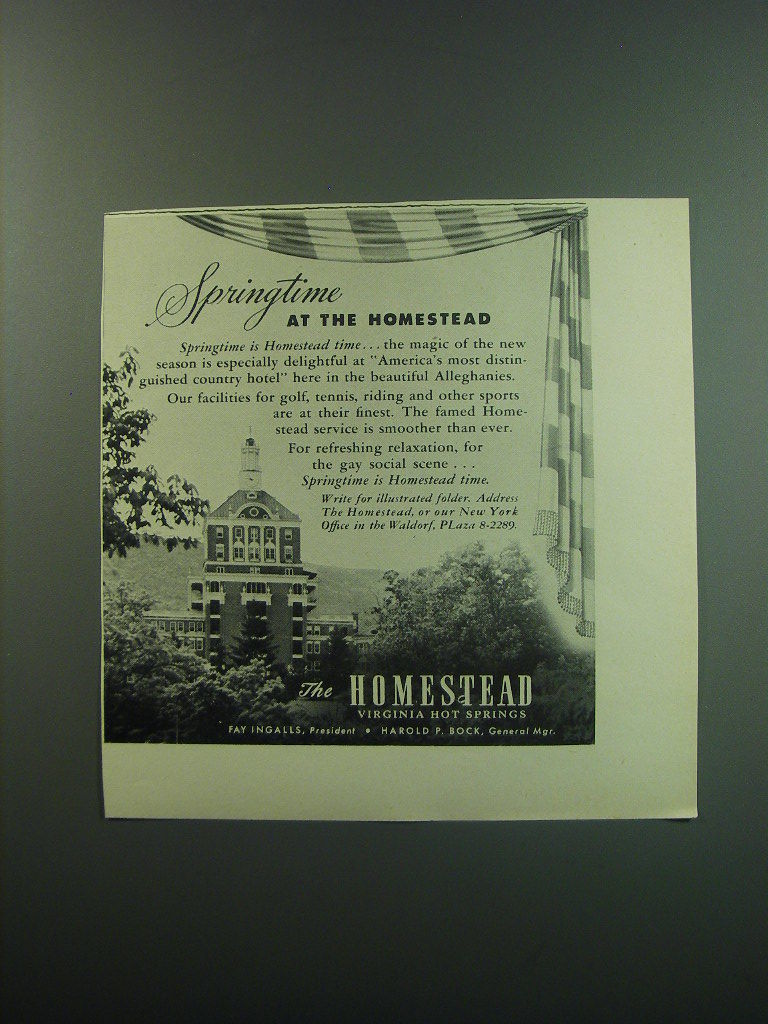 Springtime
AT THE HOMESTEAD
Springtime is Homestead time... the magic of the new
season is especially delightful at "America's most distin-
guished country hotel" here in the beautiful Alleghanies.
Our facilities for golf, tennis, riding and other sports
are at their finest. The famed Home-
stead service is smoother than ever.
For refreshing relaxation, for
the gay social scene . . .
Springtime is Homestead time.
Write for illustrated folder. Address
The Homestead, or our New York
Office in the Waldorf, PLaza 8-2289.
The HOMESTEAD
VIRGINIA HOT SPRINGS
FAY INGALLS, President • HAROLD P. BOCK, General Mgr.